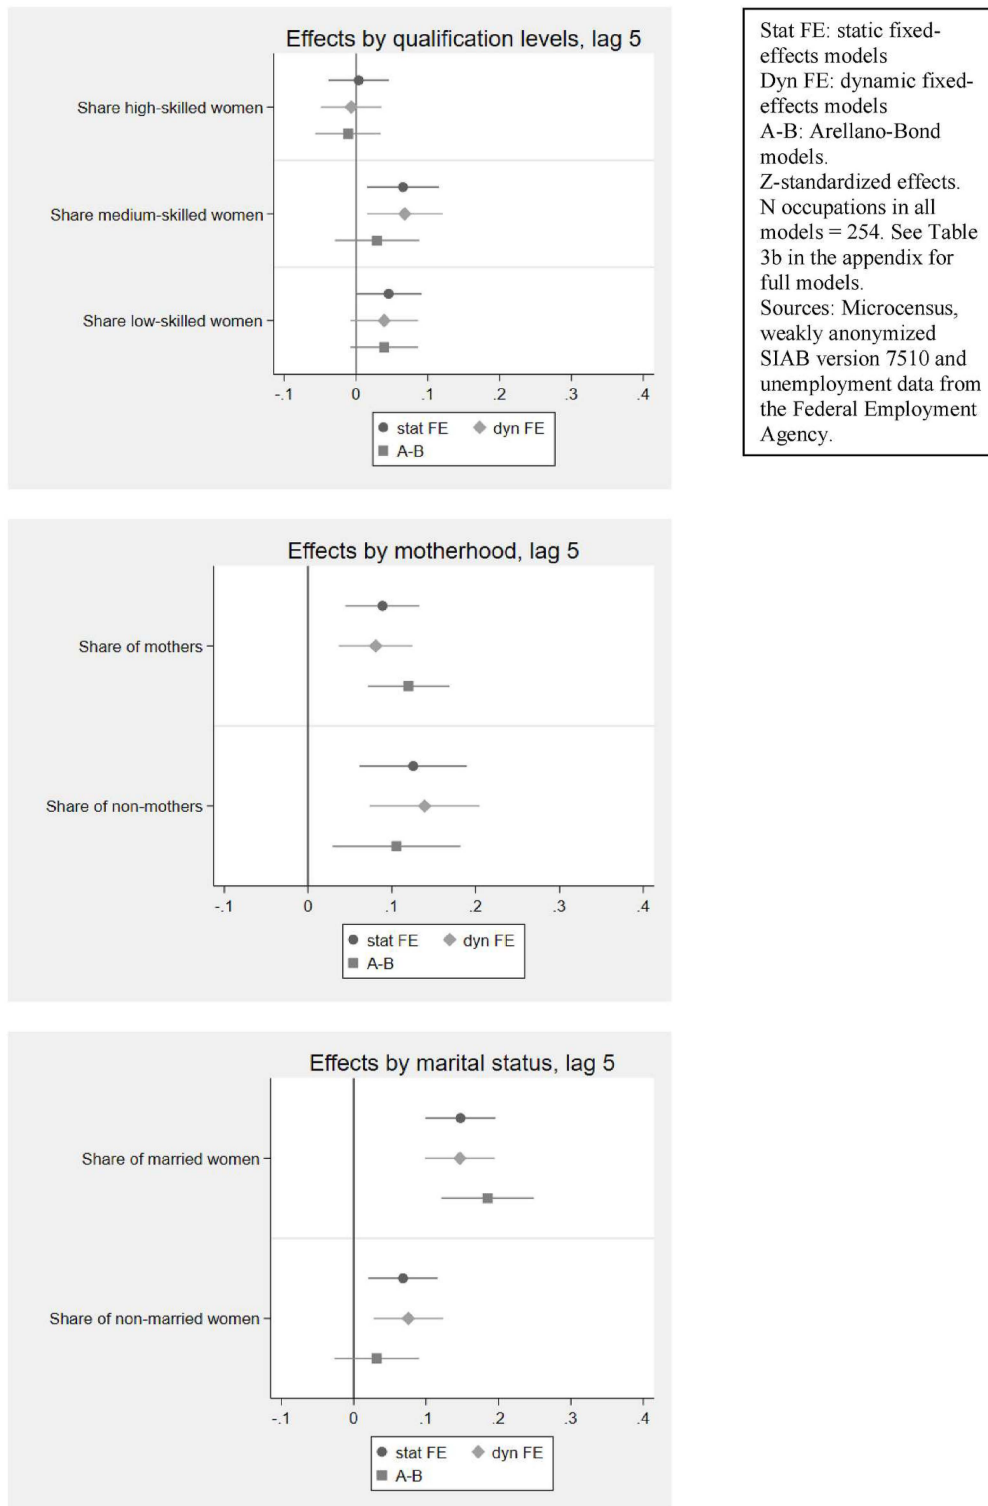 Effects by qualification levels, lag 5
Share high-skilled women
Share medium-skilled women
Share low-skilled women
-.1 0 .1 .2 .3 .4
stat FE dyn FE
A-B
Stat FE: static fixed-
effects models
Dyn FE: dynamic fixed-
effects models
A-B: Arellano-Bond
models.
Z-standardized effects.
N occupations in all
models = 254. See Table
3b in the appendix for
full models.
Sources: Microcensus,
weakly anonymized
SIAB version 7510 and
unemployment data from
the Federal Employment
Agency.
Effects by motherhood, lag 5
Share of mothers
Share of non-mothers
-.1 0 .1 .2 .3 .4
stat FE dyn FE
A-B
Effects by marital status, lag 5
Share of married women
Share of non-married women
-.1 0 .1 .2 .3 .4
stat FE dyn FE
A-B